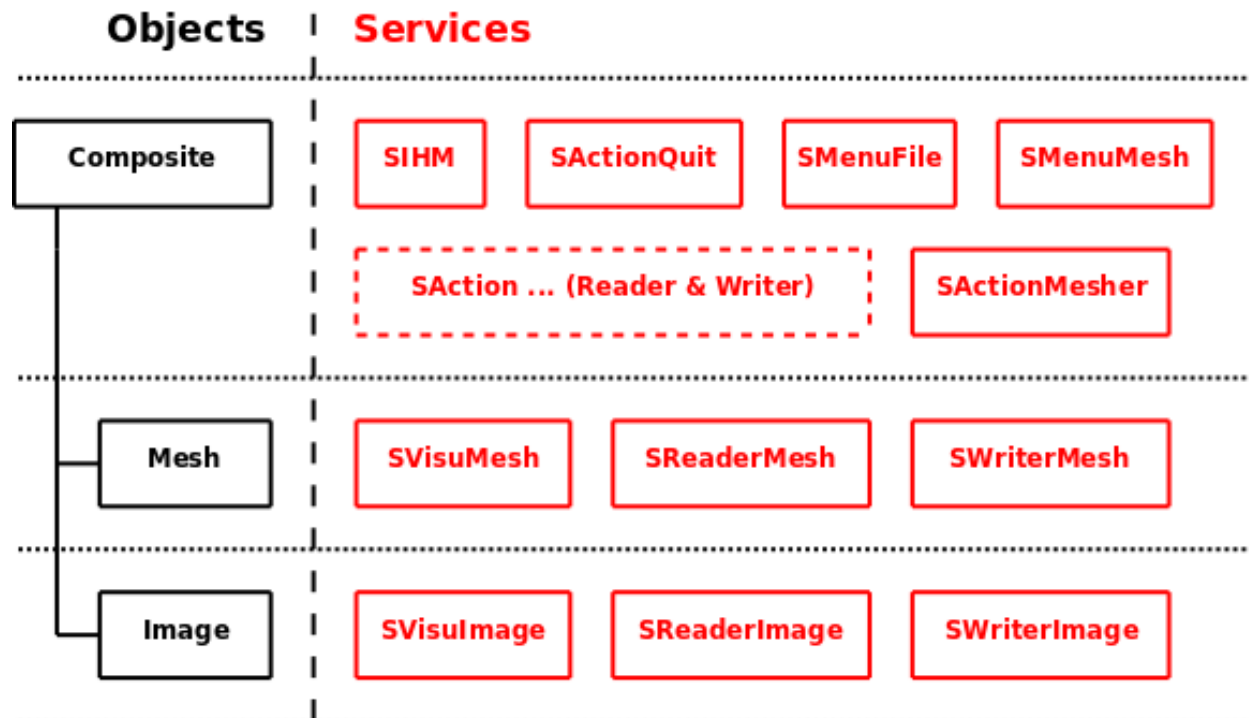 Objects Services
Composite SIHM SActionQuit SMenuFile SMenuMesh
SAction ... (Reader & Writer) SActionMesher
Mesh SVisuMesh SReaderMesh SWriterMesh
Image SVisuImage SReaderImage SWriterImage